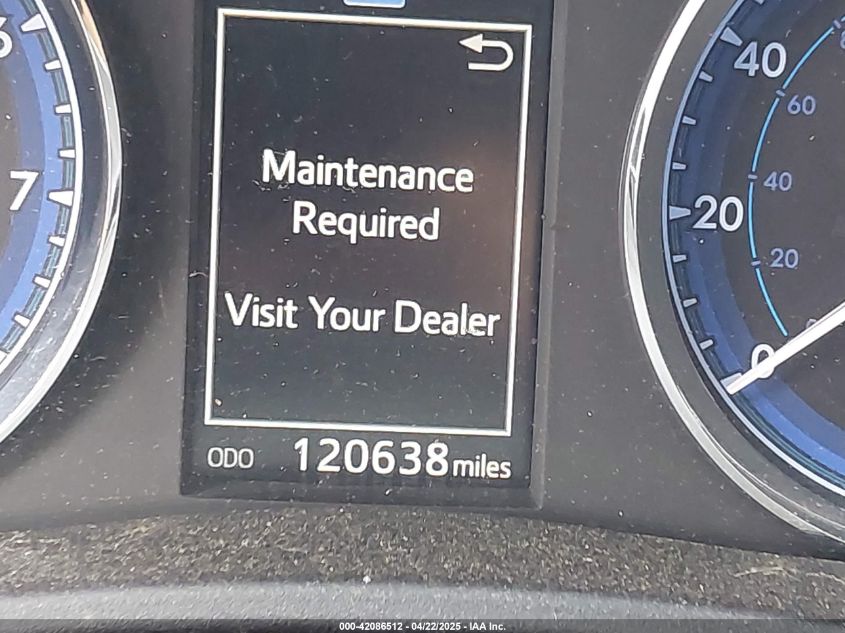 Maintenance
Required
Visit Your Dealer
ODO 120638 miles
6
7
40
20
0
60
40
20
000-42086512 - 04/22/2025 - IAA Inc.